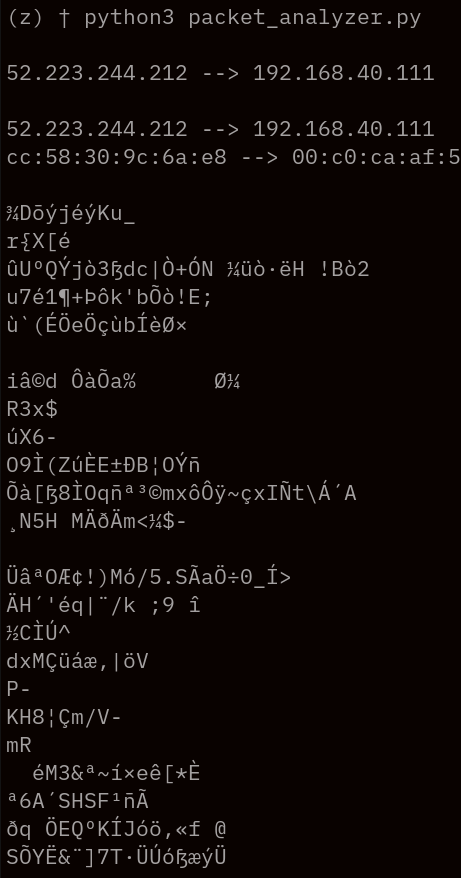 (z) † python3 packet_analyzer.py
52.223.244.212 --> 192.168.40.111
52.223.244.212 --> 192.168.40.111
cc:58:30:9c:6a:e8 --> 00:c0:ca:af:5
¾DōýjéýKu_
r{X[é
ûUºQÝjò3ɮdc|Ò+ÓN ¼üò·ëH !Bò2
u7é1¶+Þôk'bÕò!E;
ù`(ÉÖeÖçùbÍèØ×
iâ©d ÔàÕa%      Ø¼
R3x$
úX6-
O9Ì(ZúÈE±ÐB¦OÝñ
Õà[ɮ8ÌOqñª³©mxôÔÿ~çxIÑt\Á´A
¸N5H MÄðÄm<¼$-
ÜâªOÆ¢!)Mó/5.SÃaÖ÷0_Í>
ÄH´'éq|¨/k ;9 î
½CÌÚ^
dxMÇüáæ,|öV
P-
KH8¦Çm/V-
mR
  éM3&ª~í×eê[*È
ª6A´SHSF¹ñÃ
ðq ÖEQºKÍJóö,«f @
SÕYË&¨]7T·ÜÚóɮæýÜ